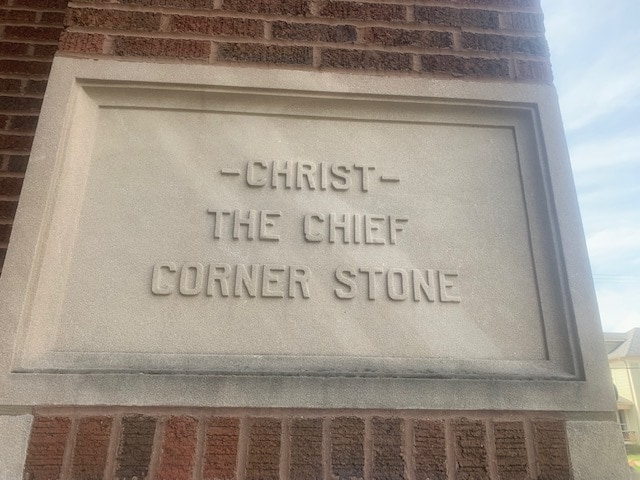 -CHRIST-
THE CHIEF
CORNER STONE